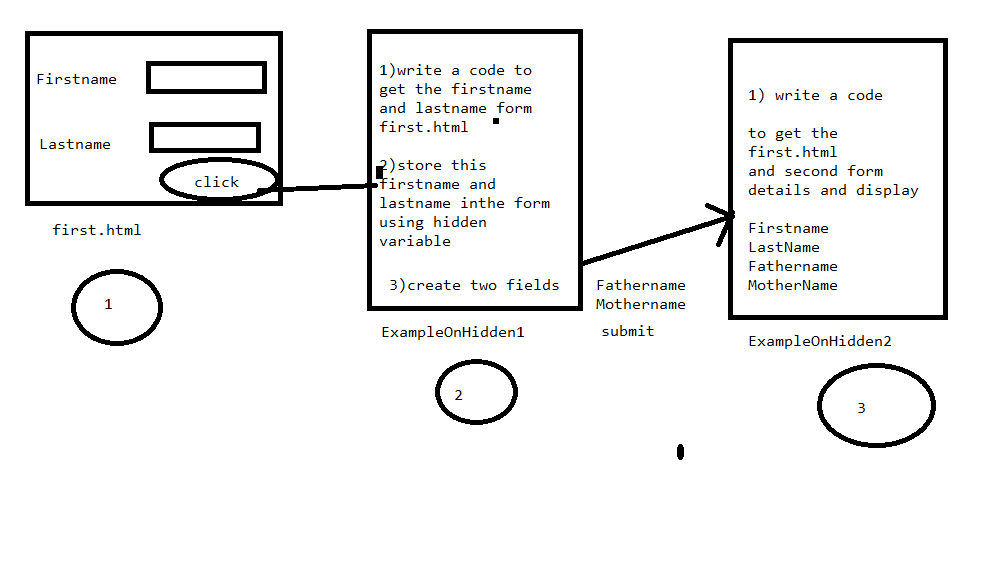 Firstname
Lastname
click
first.html
1
1)write a code to
get the firstname
and lastname form
first.html
2)store this
firstname and
lastname inthe form
using hidden
variable
3)create two fields
ExampleOnHidden1
2
Fathername
Mothername
submit
1) write a code
to get the
first.html
and second form
details and display
Firstname
LastName
Fathername
MotherName
ExampleOnHidden2
3